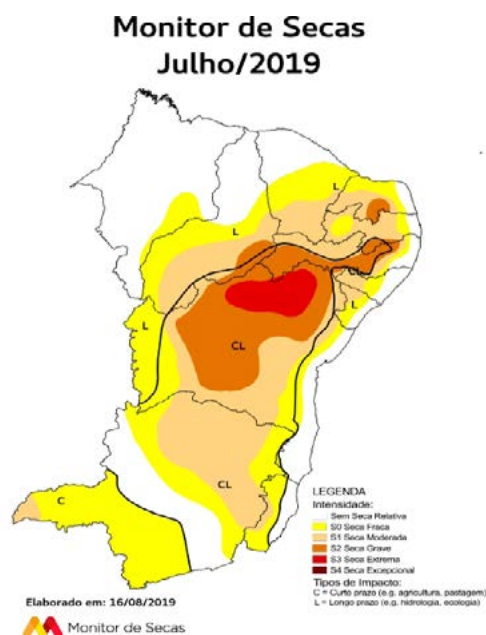 Monitor de Secas
Julho/2019
L
L
L
CL
L
CL
CL
C
LEGENDA
Intensidade:
Sem Seca Relativa
S0 Seca Fraca
S1 Seca Moderada
S2 Seca Grave
S3 Seca Extrema
S4 Seca Excepcional
Tipos de Impacto:
C = Curto prazo (e.g. agricultura, pastagem)
L = Longo prazo (e.g. hidrologia, ecologia)
Elaborado em: 16/08/2019
Monitor de Secas